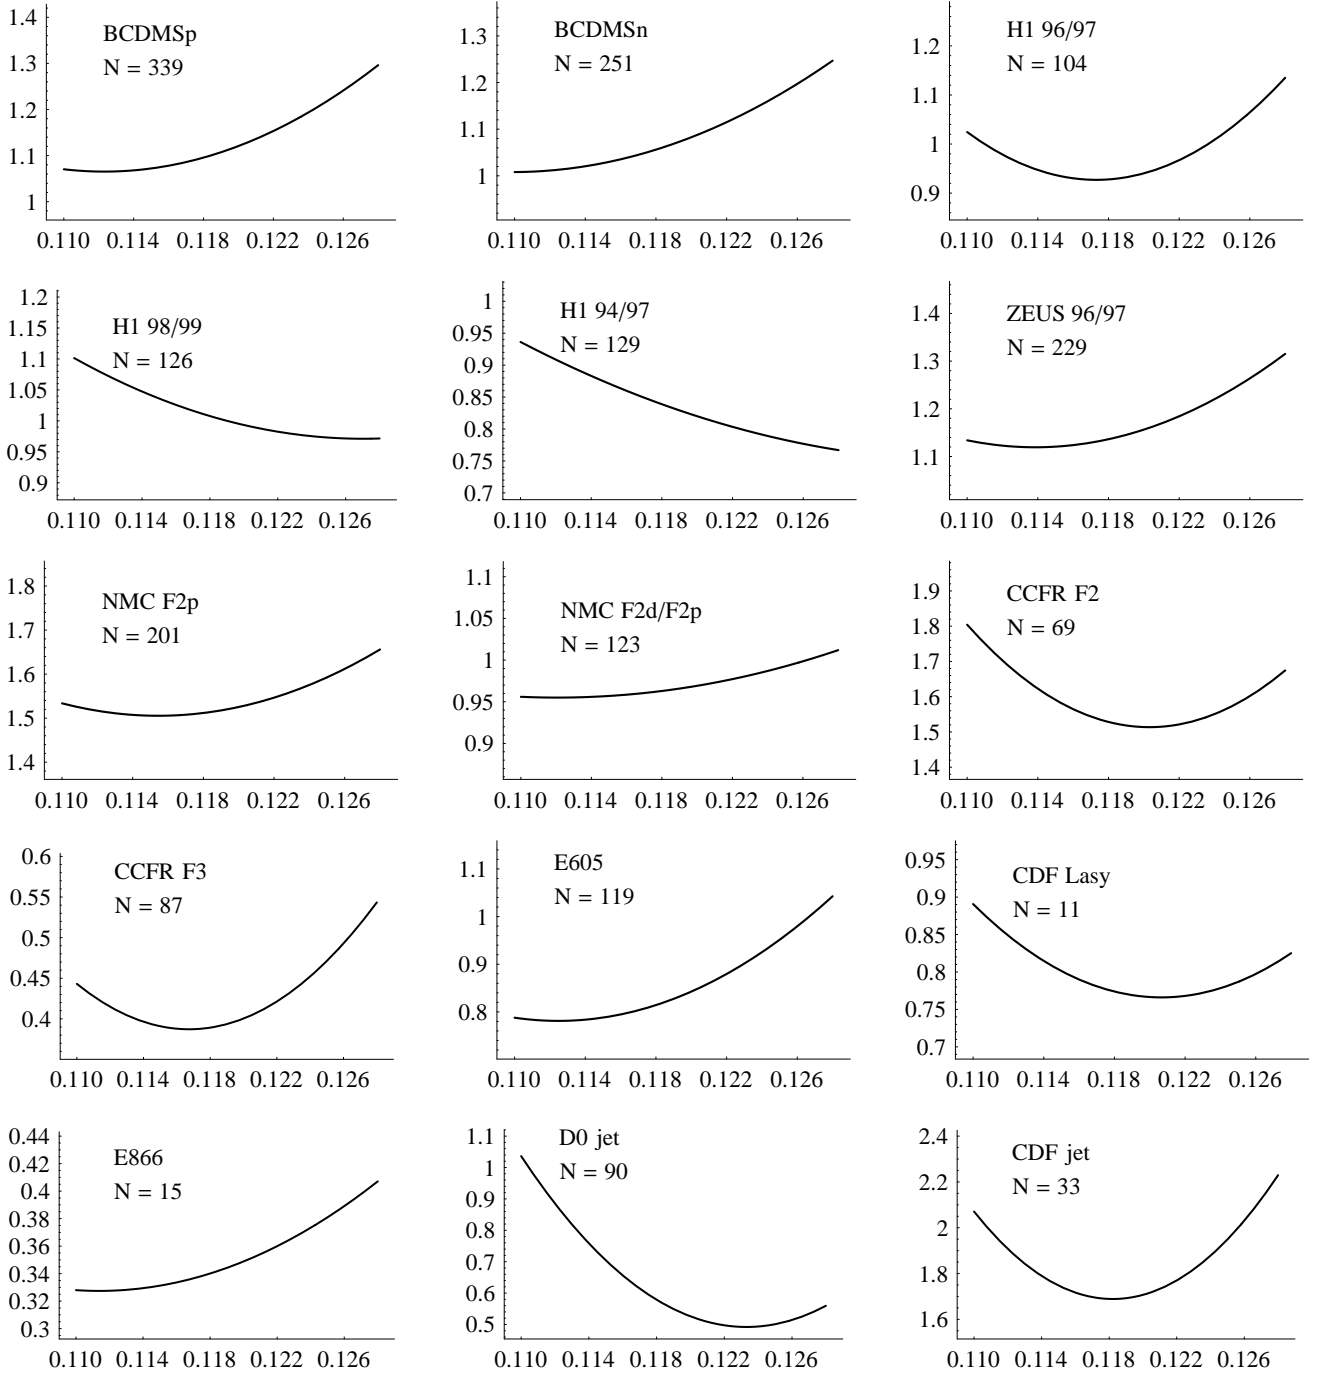 BCDMSp
N = 339
1.4
1.3
1.2
1.1
1
0.110 0.114 0.118 0.122 0.126
BCDMSn
N = 251
1.3
1.2
1.1
1
0.110 0.114 0.118 0.122 0.126
H1 96/97
N = 104
1.2
1.1
1
0.9
0.110 0.114 0.118 0.122 0.126
H1 98/99
N = 126
1.2
1.15
1.1
1.05
1
0.95
0.9
0.110 0.114 0.118 0.122 0.126
H1 94/97
N = 129
1
0.95
0.9
0.85
0.8
0.75
0.7
0.110 0.114 0.118 0.122 0.126
ZEUS 96/97
N = 229
1.4
1.3
1.2
1.1
0.110 0.114 0.118 0.122 0.126
NMC F2p
N = 201
1.8
1.7
1.6
1.5
1.4
0.110 0.114 0.118 0.122 0.126
NMC F2d/F2p
N = 123
1.1
1.05
1
0.95
0.9
0.110 0.114 0.118 0.122 0.126
CCFR F2
N = 69
1.9
1.8
1.7
1.6
1.5
1.4
0.110 0.114 0.118 0.122 0.126
CCFR F3
N = 87
0.6
0.55
0.5
0.45
0.4
0.110 0.114 0.118 0.122 0.126
E605
N = 119
1.1
1
0.9
0.8
0.110 0.114 0.118 0.122 0.126
CDF Lasy
N = 11
0.95
0.9
0.85
0.8
0.75
0.7
0.110 0.114 0.118 0.122 0.126
E866
N = 15
0.44
0.42
0.4
0.38
0.36
0.34
0.32
0.3
0.110 0.114 0.118 0.122 0.126
D0 jet
N = 90
1.1
1
0.9
0.8
0.7
0.6
0.5
0.110 0.114 0.118 0.122 0.126
CDF jet
N = 33
2.4
2.2
2
1.8
1.6
0.110 0.114 0.118 0.122 0.126